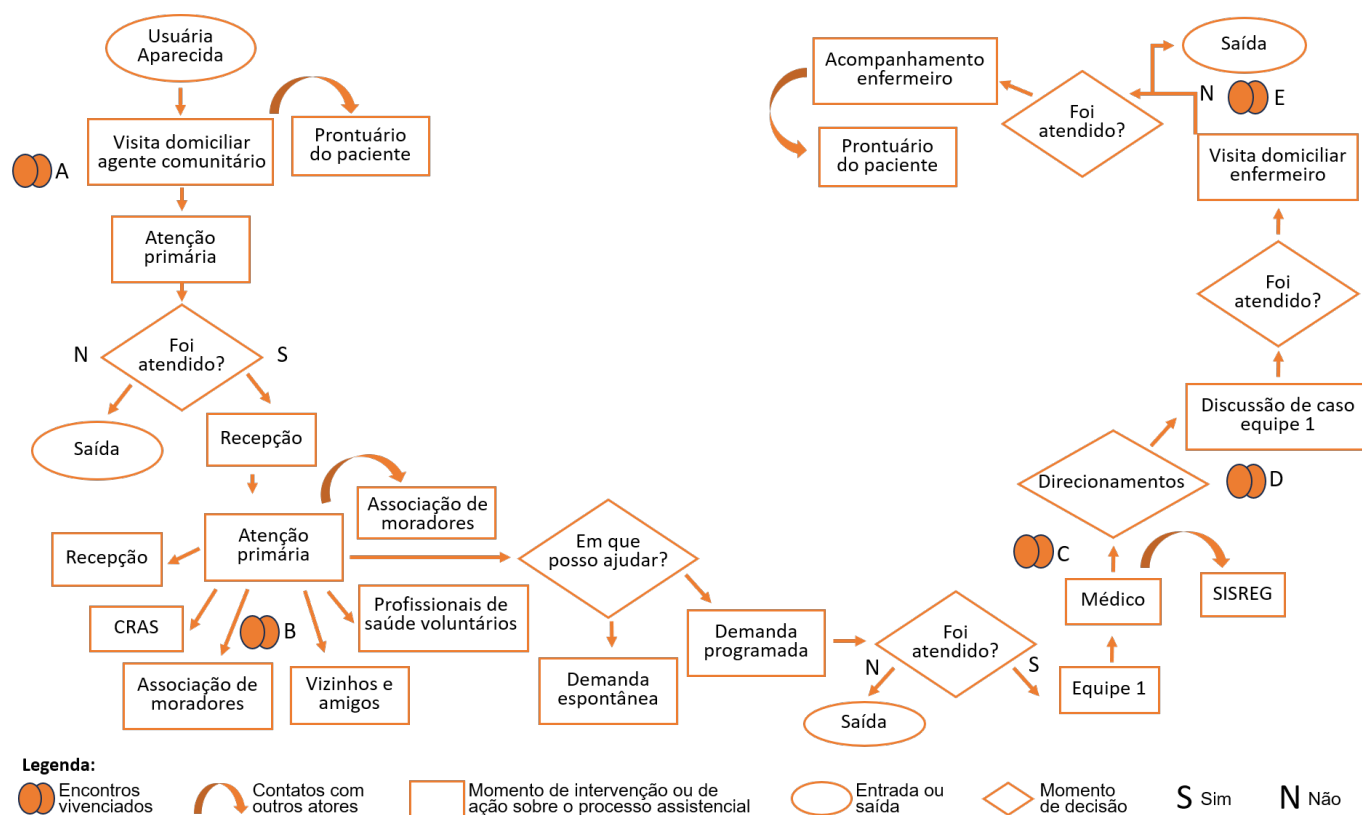 Usuária
Aparecida
Visita domiciliar
agente comunitário
Prontuário
do paciente
A
Atenção
primária
Foi
atendido?
N
S
Saída
Recepção
Atenção
primária
Associação de
moradores
Recepção
CRAS
B
Associação de
moradores
Vizinhos e
amigos
Profissionais de
saúde voluntários
Em que
posso ajudar?
Demanda
espontânea
Demanda
programada
Foi
atendido?
N
S
Saída
Equipe 1
Médico
SISREG
C
Direcionamentos
D
Discussão de caso
equipe 1
Foi
atendido?
Visita domiciliar
enfermeiro
N
E
Saída
Foi
atendido?
Acompanhamento
enfermeiro
Prontuário
do paciente
Legenda:
Encontros
vivenciados
Contatos com
outros atores
Momento de intervenção ou de
ação sobre o processo assistencial
Entrada ou
saída
Momento
de decisão
S Sim
N Não